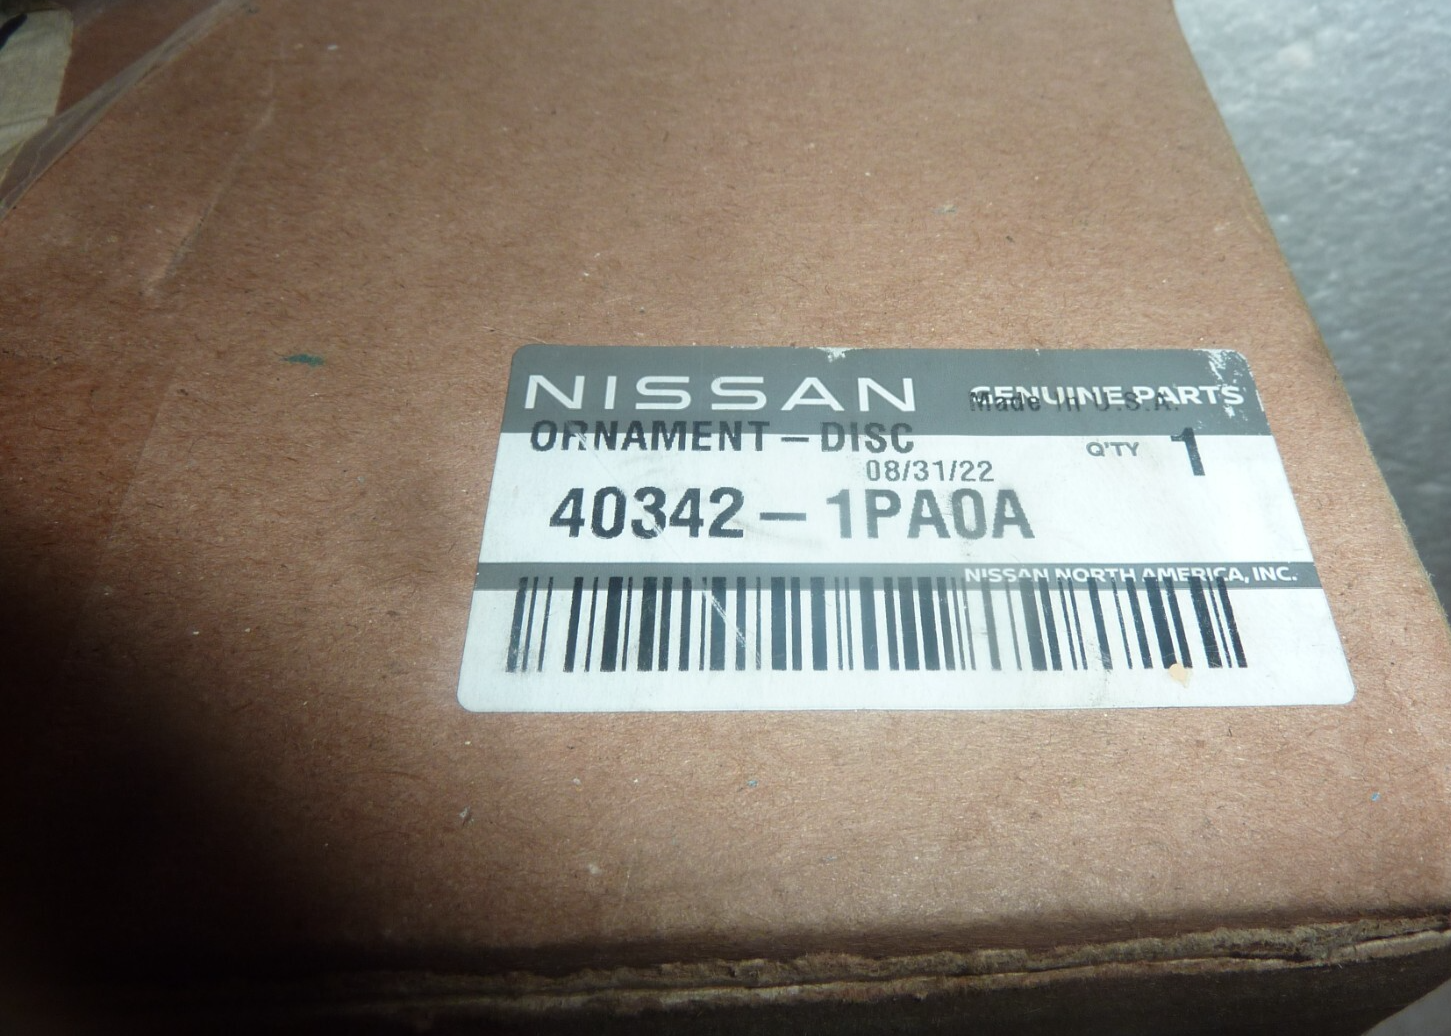 NISSAN GENUINE PARTS
Made in U.S.A.
ORNAMENT-DISC
Q'TY 1
08/31/22
40342-1PA0A
NISSAN NORTH AMERICA, INC.